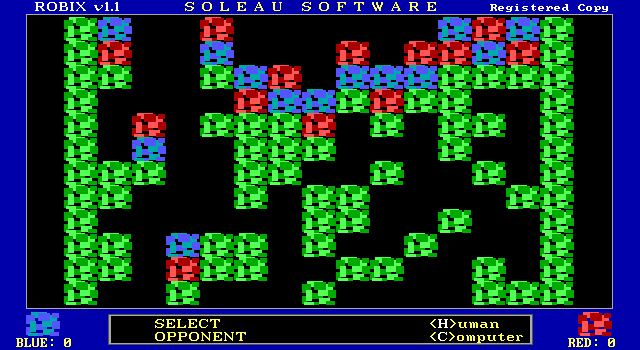 ROBIX v1.1 SOLEAU SOFTWARE Registered Copy
SELECT <H>uman
OPPONENT <C>omputer
BLUE: 0 RED: 0